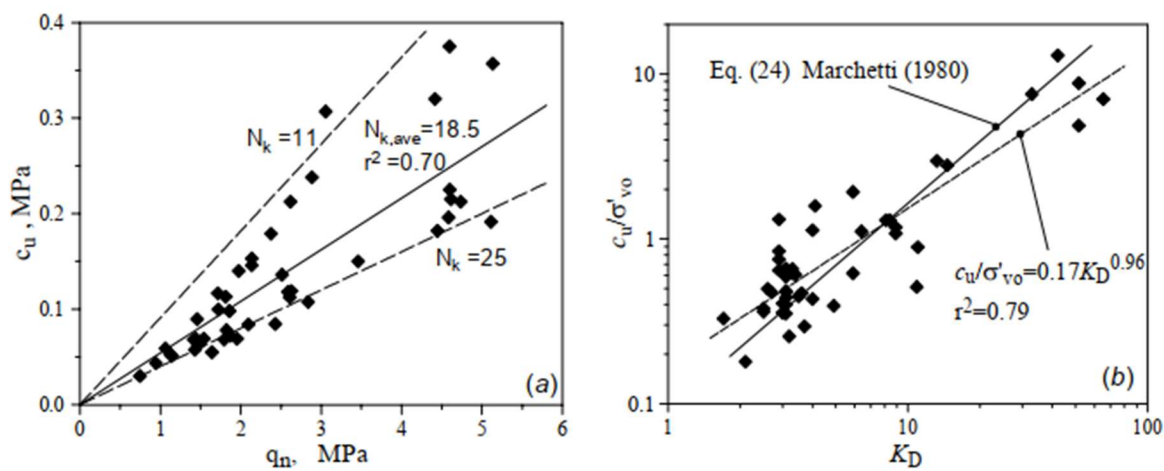 0.4
0.3
0.2
0.1
0.0
c_u , MPa
N_k =11
N_k,ave=18.5
r² =0.70
N_k = 25
(a)
0 1 2 3 4 5 6
q_n, MPa
10
1
0.1
c_u/σ'_vo
Eq. (24) Marchetti (1980)
c_u/σ'_vo=0.17K_D^0.96
r²=0.79
(b)
1 10 100
K_D